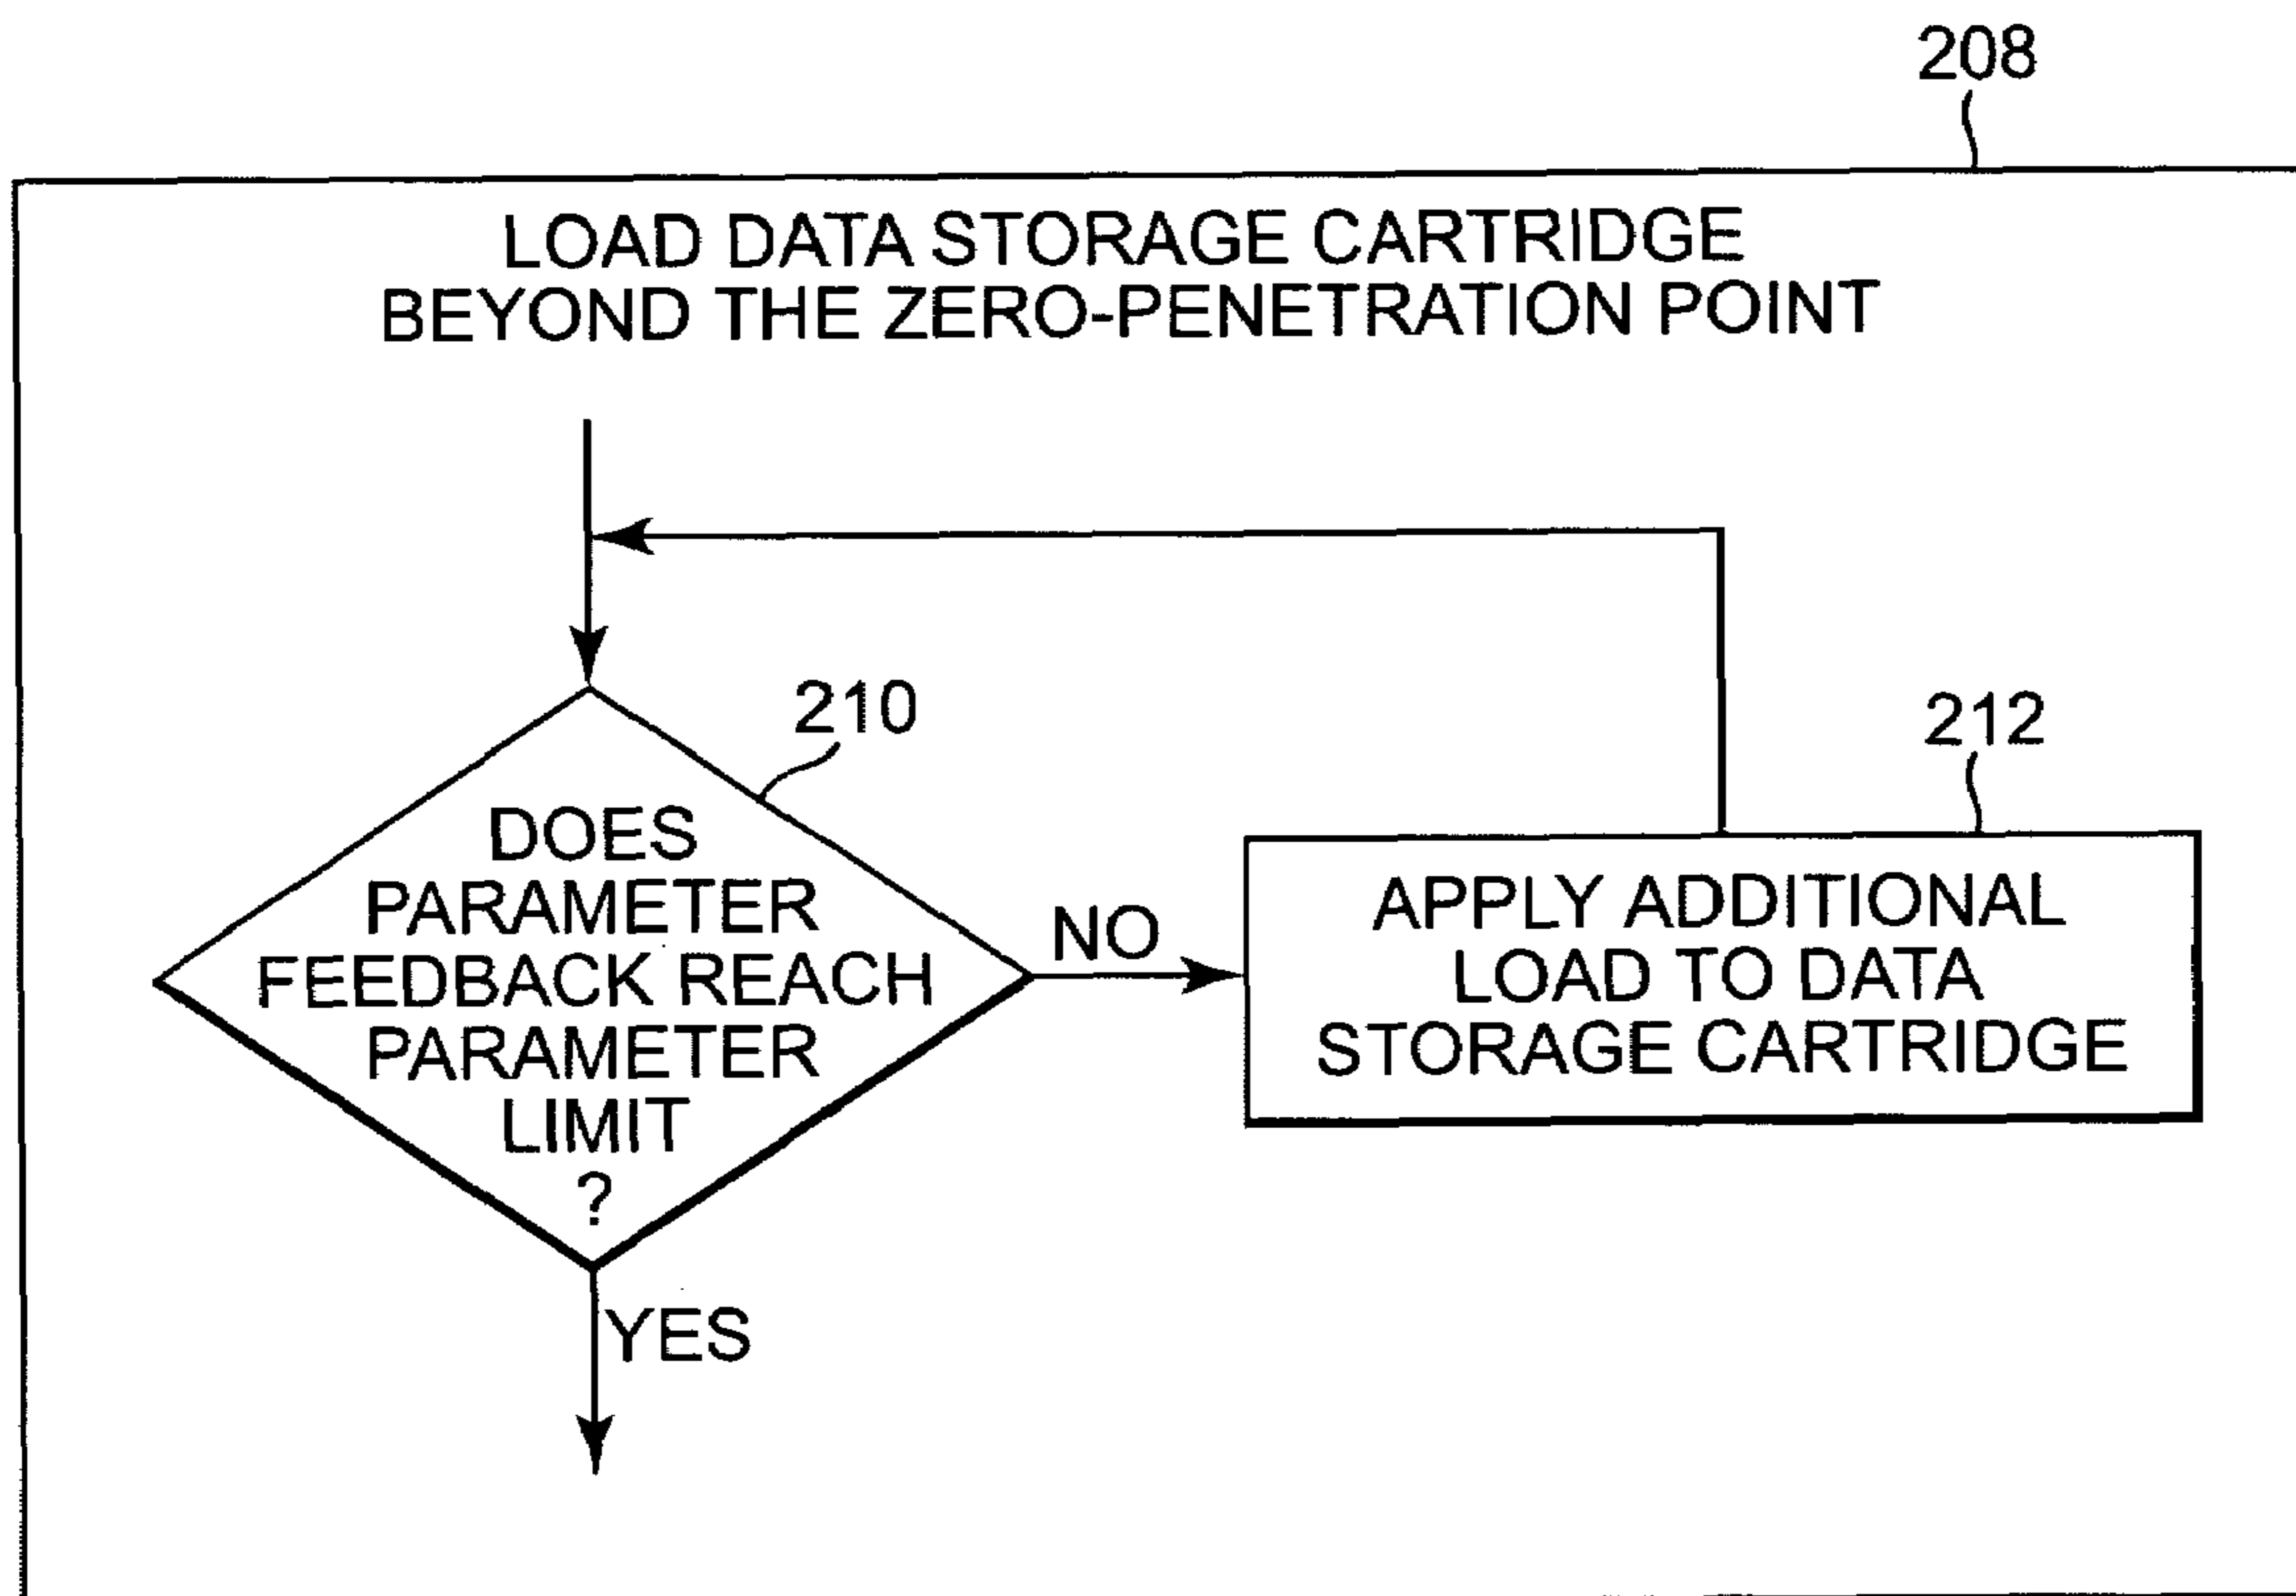 208
LOAD DATA STORAGE CARTRIDGE
BEYOND THE ZERO-PENETRATION POINT
210
DOES
PARAMETER
FEEDBACK REACH
PARAMETER
LIMIT
?
NO
212
APPLY ADDITIONAL
LOAD TO DATA
STORAGE CARTRIDGE
YES